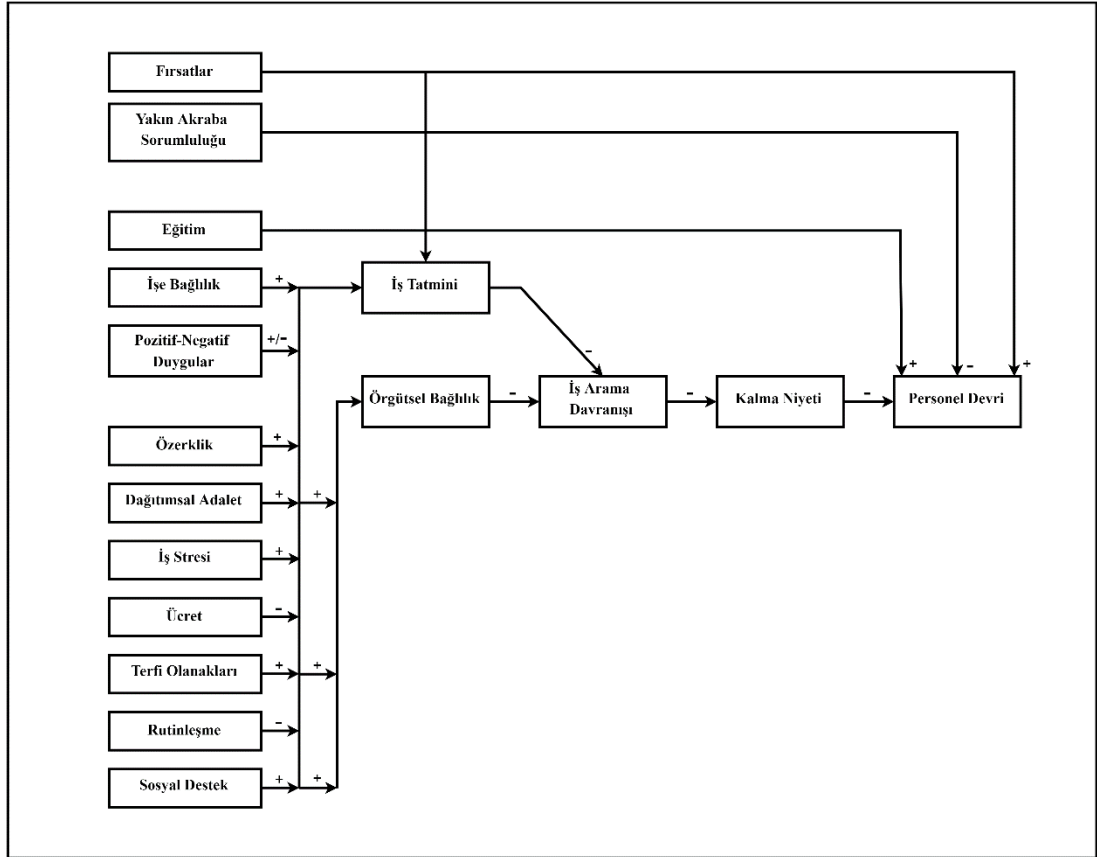 Fırsatlar
Yakın Akraba
Sorumluluğu
Eğitim
İşe Bağlılık
+
İş Tatmini
Pozitif-Negatif
Duygular
+/-
-
+
-
+
Örgütsel Bağlılık
-
İş Arama
Davranışı
-
Kalma Niyeti
-
Personel Devri
Özerklik
+
Dağıtımsal Adalet
+
+
İş Stresi
+
Ücret
-
Terfi Olanakları
+
+
Rutinleşme
-
Sosyal Destek
+
+